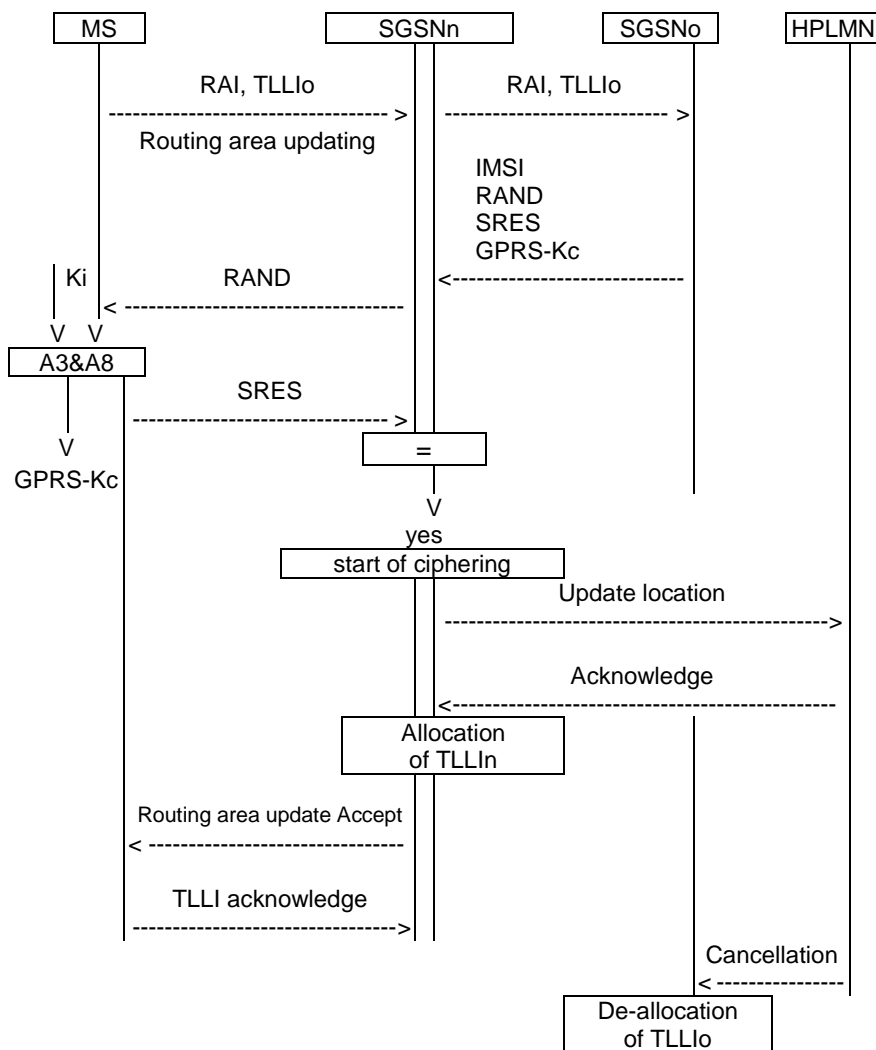 MS SGSNn SGSNo HPLMN
RAI, TLLIo RAI, TLLIo
--------------------------> ---------------------->
Routing area updating
IMSI
RAND
SRES
GPRS-Kc
Ki RAND
<-------------------------- <----------------------
V V
A3&A8
SRES
-------------------------->
V =
GPRS-Kc
V
yes
start of ciphering
Update location
-------------------------------------->
Acknowledge
<--------------------------------------
Allocation
of TLLIn
Routing area update Accept
<--------------------------
TLLI acknowledge
-------------------------->
Cancellation
<-------------
De-allocation
of TLLIo